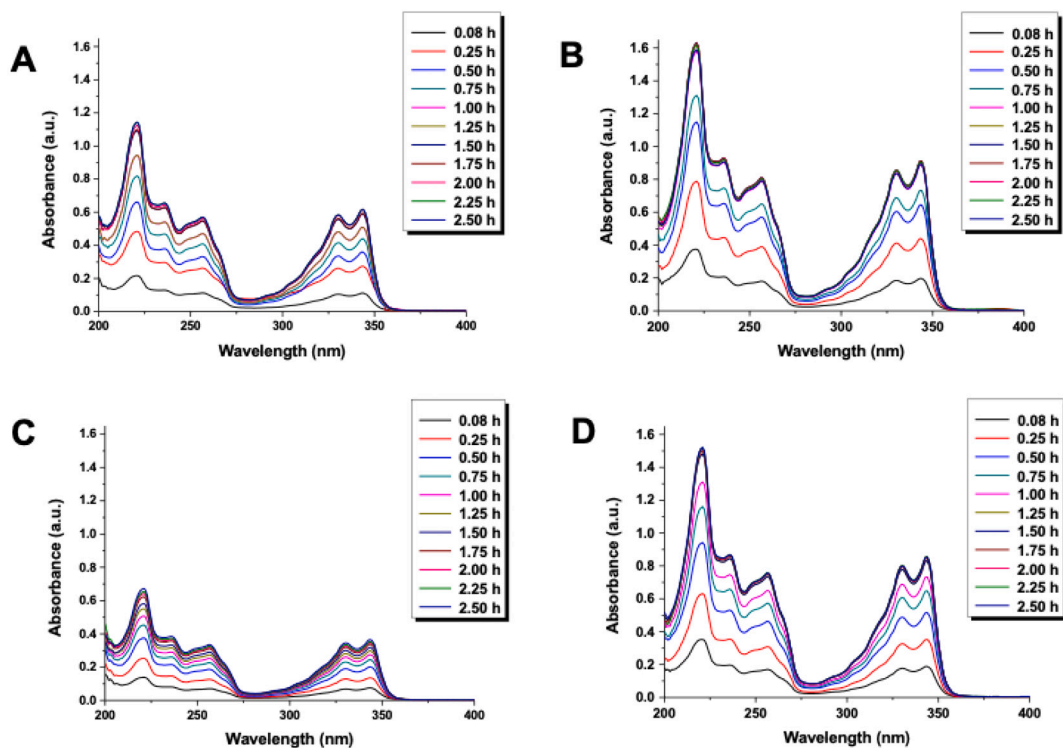 A
Absorbance (a.u.)
1.6
1.4
1.2
1.0
0.8
0.6
0.4
0.2
0.0
200
250
300
350
400
Wavelength (nm)
0.08 h
0.25 h
0.50 h
0.75 h
1.00 h
1.25 h
1.50 h
1.75 h
2.00 h
2.25 h
2.50 h
B
Absorbance (a.u.)
1.6
1.4
1.2
1.0
0.8
0.6
0.4
0.2
0.0
200
250
300
350
400
Wavelength (nm)
0.08 h
0.25 h
0.50 h
0.75 h
1.00 h
1.25 h
1.50 h
1.75 h
2.00 h
2.25 h
2.50 h
C
Absorbance (a.u.)
1.6
1.4
1.2
1.0
0.8
0.6
0.4
0.2
0.0
200
250
300
350
400
Wavelength (nm)
0.08 h
0.25 h
0.50 h
0.75 h
1.00 h
1.25 h
1.50 h
1.75 h
2.00 h
2.25 h
2.50 h
D
Absorbance (a.u.)
1.6
1.4
1.2
1.0
0.8
0.6
0.4
0.2
0.0
200
250
300
350
400
Wavelength (nm)
0.08 h
0.25 h
0.50 h
0.75 h
1.00 h
1.25 h
1.50 h
1.75 h
2.00 h
2.25 h
2.50 h